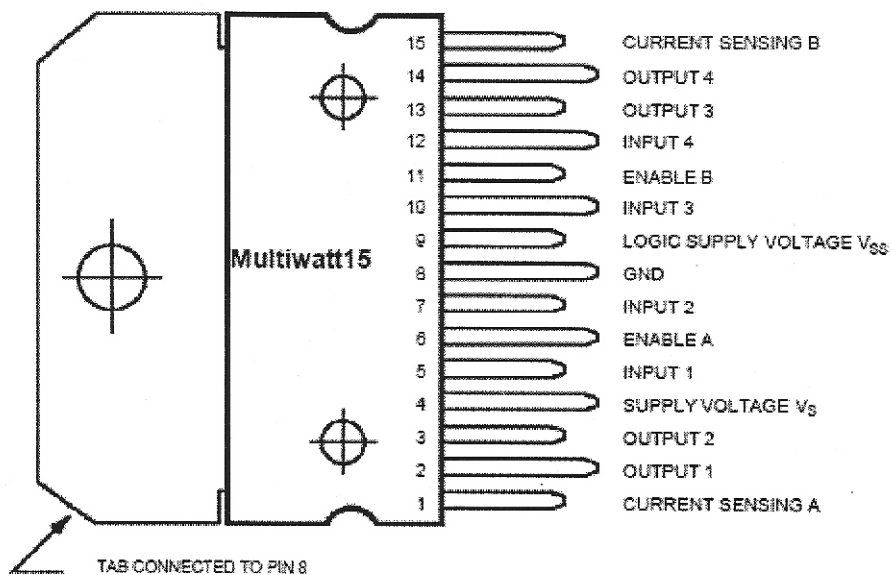 15 CURRENT SENSING B
14 OUTPUT 4
13 OUTPUT 3
12 INPUT 4
11 ENABLE B
10 INPUT 3
9 LOGIC SUPPLY VOLTAGE VSS
Multiwatt15
8 GND
7 INPUT 2
6 ENABLE A
5 INPUT 1
4 SUPPLY VOLTAGE VS
3 OUTPUT 2
2 OUTPUT 1
1 CURRENT SENSING A
TAB CONNECTED TO PIN 8